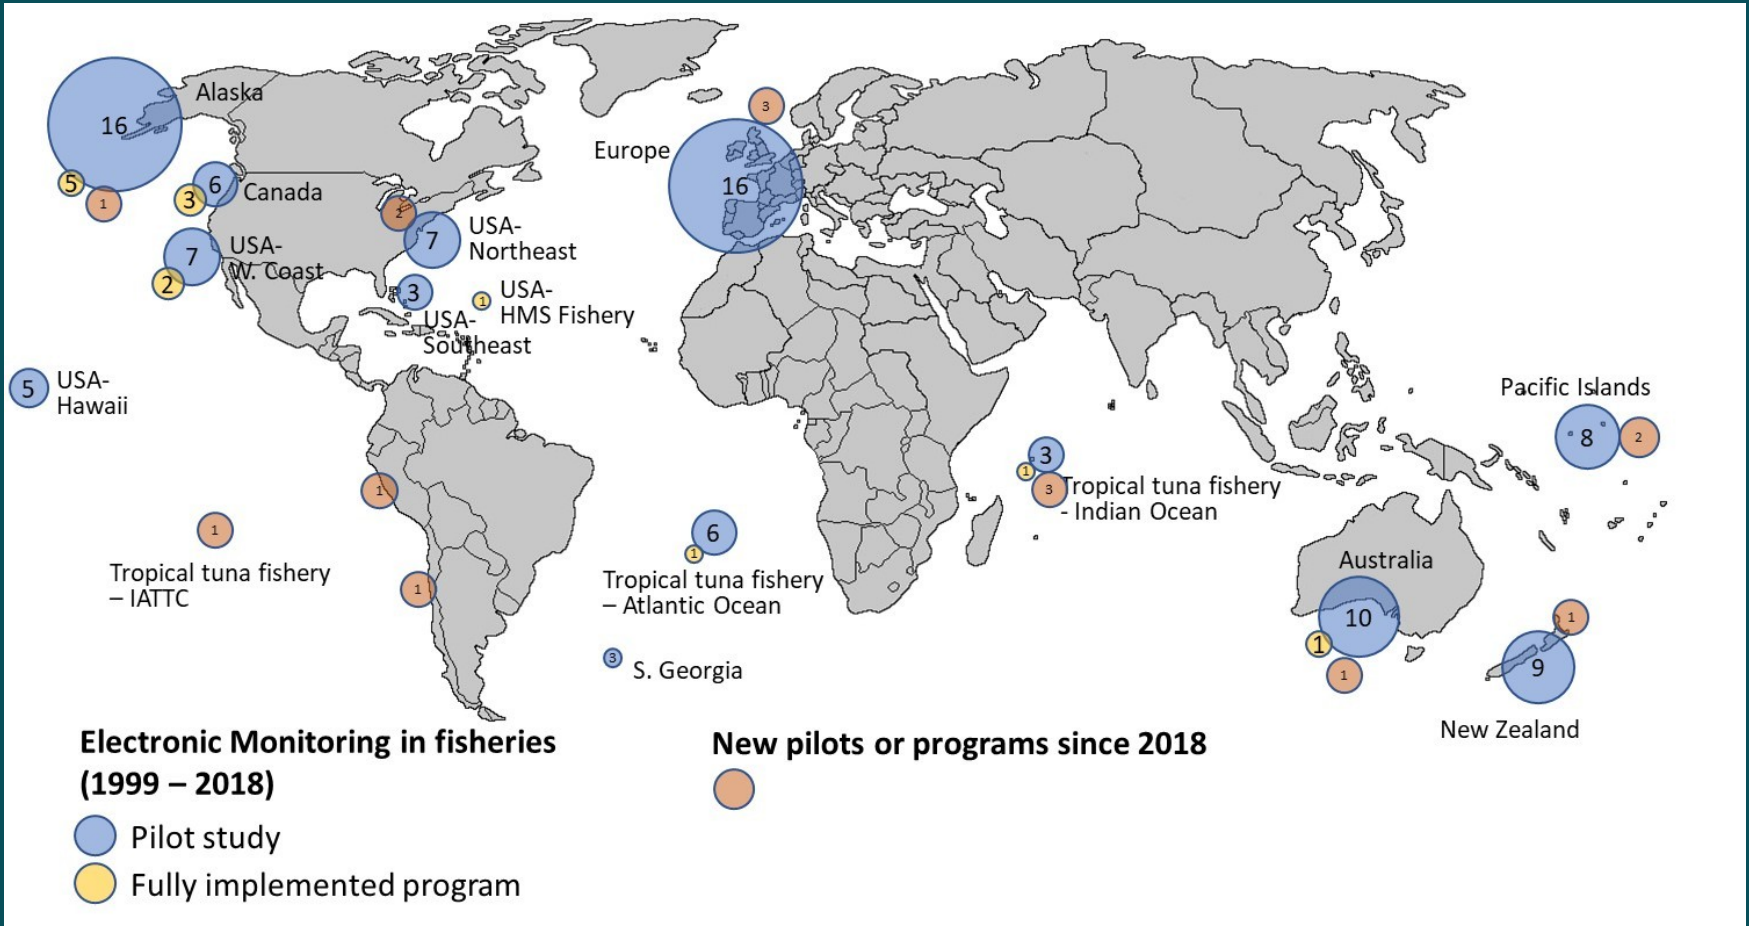 3
Alaska
16
Europe
5
6
Canada
16
3
1
2
7
USA-
Northeast
7
USA-
W. Coast
2
3
1
USA-
HMS Fishery
USA-
Southeast
5
USA-
Hawaii
Pacific Islands
8
2
3
1
3
Tropical tuna fishery
- Indian Ocean
1
1
Tropical tuna fishery
– IATTC
1
6
1
Tropical tuna fishery
– Atlantic Ocean
Australia
10
1
1
1
9
3
S. Georgia
New Zealand
Electronic Monitoring in fisheries
(1999 – 2018)
Pilot study
Fully implemented program
New pilots or programs since 2018